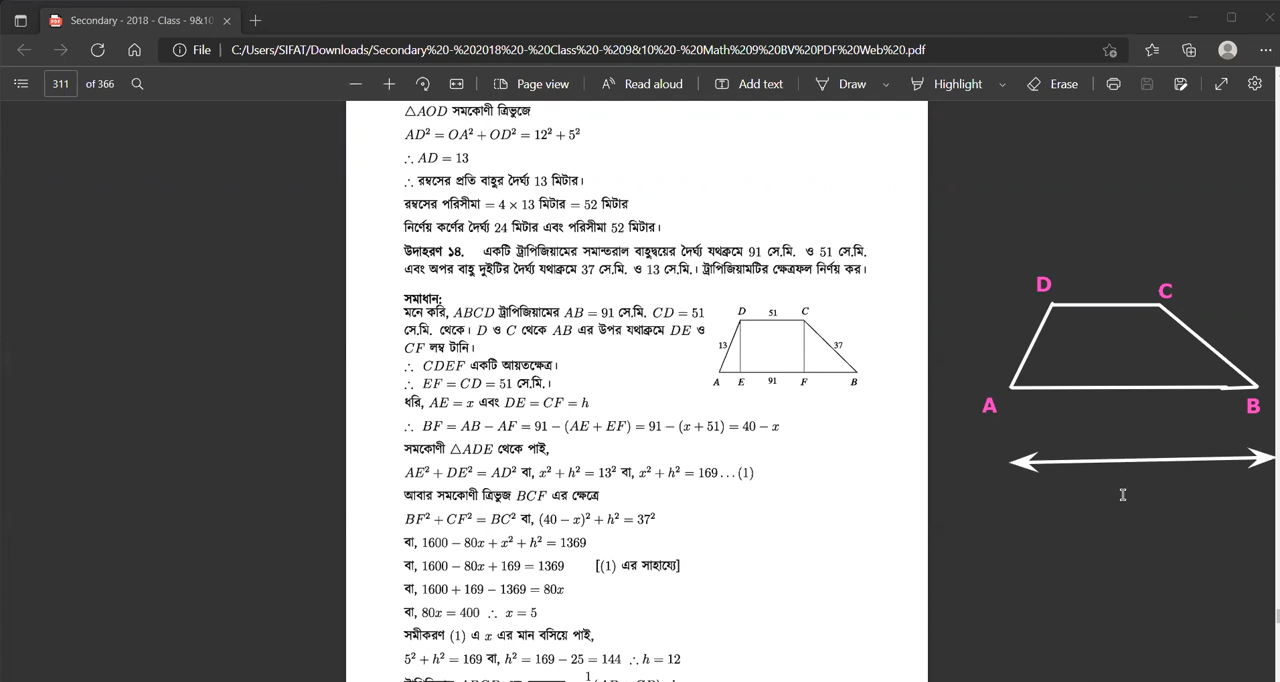 Secondary - 2018 - Class - 9&10
File C:/Users/SIFAT/Downloads/Secondary%20-%202018%20-%20Class%20-%209&10%20-%20Math%209%20BV%20PDF%20Web%20.pdf
311 of 366 Page view Read aloud Add text Draw Highlight Erase
△AOD সমকোণী ত্রিভুজে
AD² = OA² + OD² = 12² + 5²
∴ AD = 13
∴ রম্বসের প্রতি বাহুর দৈর্ঘ্য 13 মিটার।
রম্বসের পরিসীমা = 4 × 13 মিটার = 52 মিটার
নির্ণেয় কর্ণের দৈর্ঘ্য 24 মিটার এবং পরিসীমা 52 মিটার।
উদাহরণ ১৪. একটি ট্রাপিজিয়ামের সমান্তরাল বাহুদ্বয়ের দৈর্ঘ্য যথক্রমে 91 সে.মি. ও 51 সে.মি.
এবং অপর বাহু দুইটির দৈর্ঘ্য যথাক্রমে 37 সে.মি. ও 13 সে.মি.। ট্রাপিজিয়ামটির ক্ষেত্রফল নির্ণয় কর।
সমাধান:
মনে করি, ABCD ট্রাপিজিয়ামের AB = 91 সে.মি. CD = 51
সে.মি. থেকে। D ও C থেকে AB এর উপর যথাক্রমে DE ও
CF লম্ব টানি।
∴ CDEF একটি আয়তক্ষেত্র।
∴ EF = CD = 51 সে.মি.।
ধরি, AE = x এবং DE = CF = h
∴ BF = AB − AF = 91 − (AE + EF) = 91 − (x + 51) = 40 − x
সমকোণী △ADE থেকে পাই,
AE² + DE² = AD² বা, x² + h² = 13² বা, x² + h² = 169…(1)
আবার সমকোণী ত্রিভুজ BCF এর ক্ষেত্রে
BF² + CF² = BC² বা, (40 − x)² + h² = 37²
বা, 1600 − 80x + x² + h² = 1369
বা, 1600 − 80x + 169 = 1369 [(1) এর সাহায্যে]
বা, 1600 + 169 − 1369 = 80x
বা, 80x = 400 ∴ x = 5
সমীকরণ (1) এ x এর মান বসিয়ে পাই,
5² + h² = 169 বা, h² = 169 − 25 = 144 ∴ h = 12
D 51 C
13 37
A E 91 F B
D C
A B